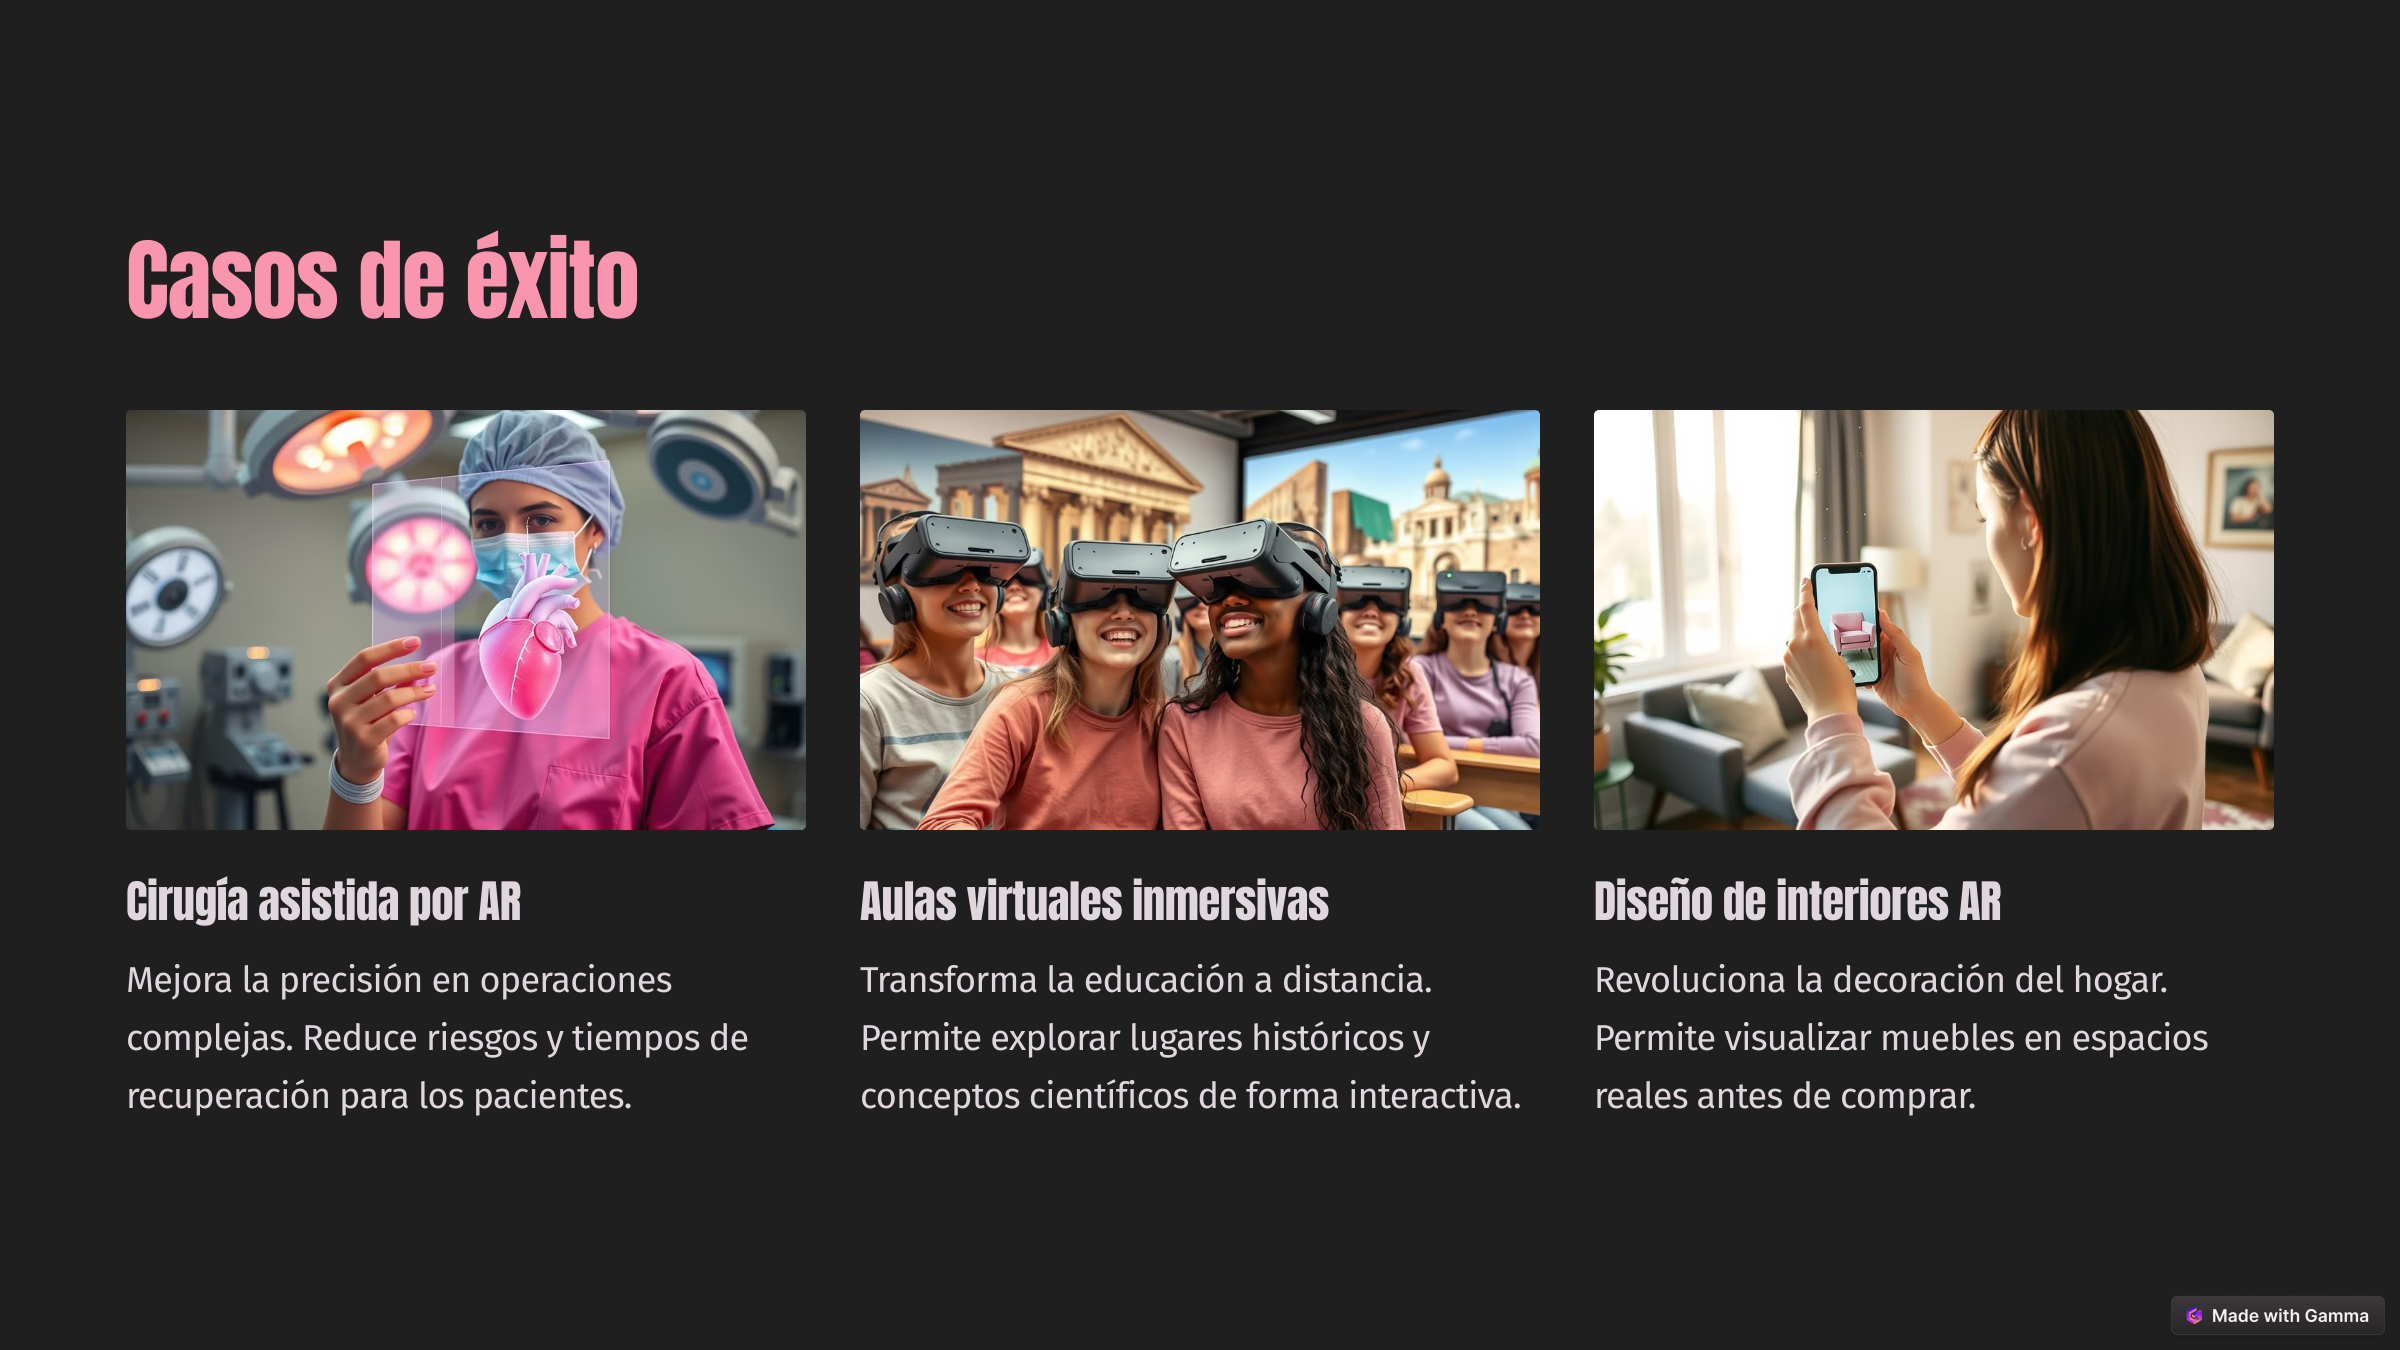 Casos de éxito
Cirugía asistida por AR
Mejora la precisión en operaciones
complejas. Reduce riesgos y tiempos de
recuperación para los pacientes.
Aulas virtuales inmersivas
Transforma la educación a distancia.
Permite explorar lugares históricos y
conceptos científicos de forma interactiva.
Diseño de interiores AR
Revoluciona la decoración del hogar.
Permite visualizar muebles en espacios
reales antes de comprar.
Made with Gamma